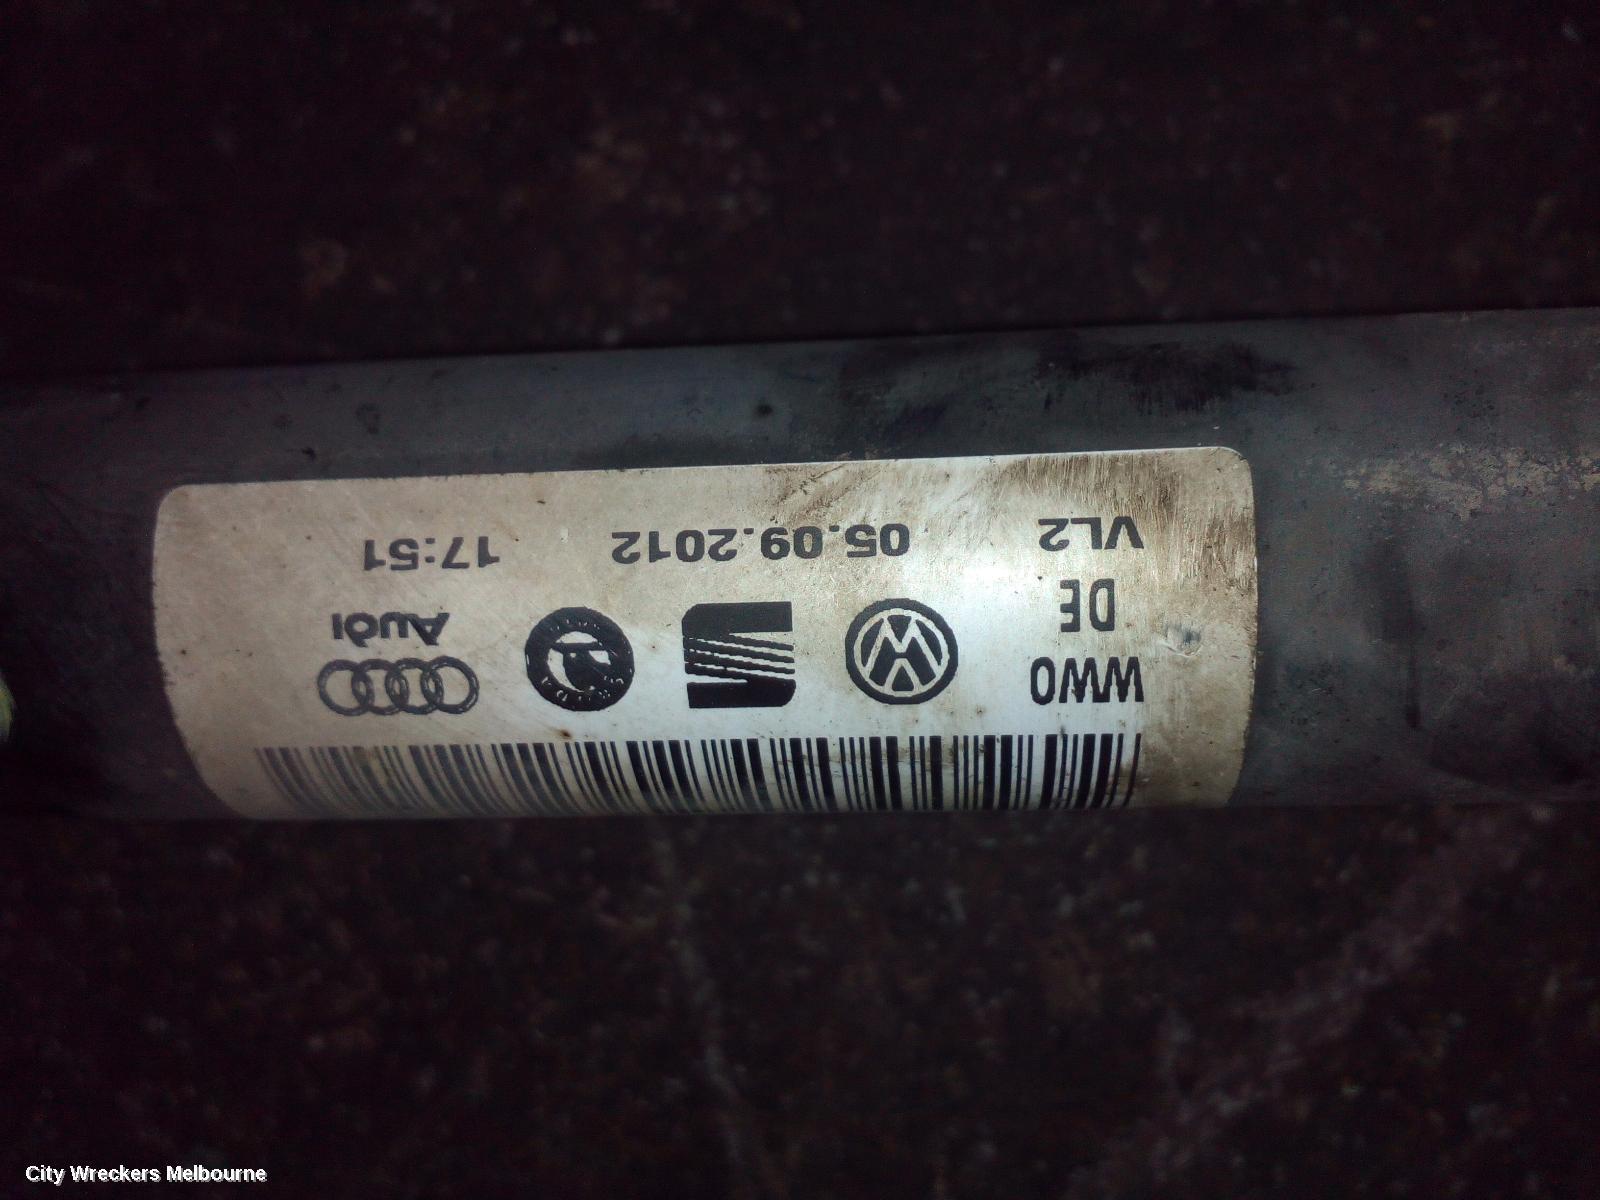 WW0
DE
Audi
VL2 05.09.2012 17:51
City Wreckers Melbourne